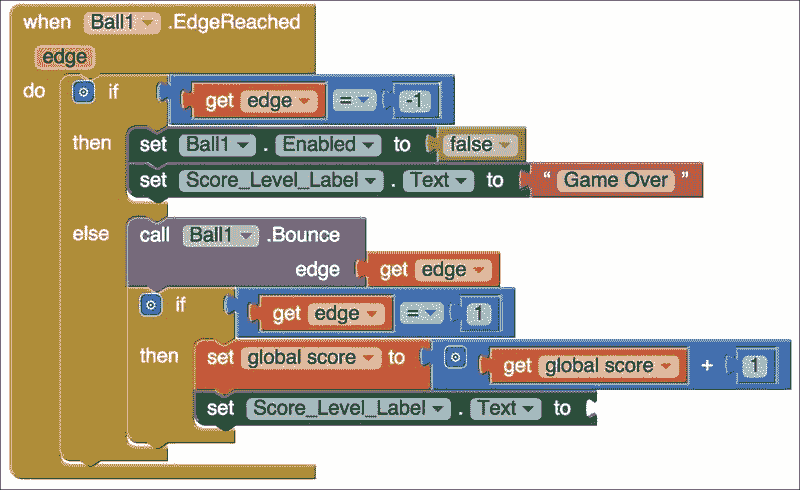 when Ball1 .EdgeReached
edge
do if get edge = -1
then set Ball1 . Enabled to false
set Score_Level_Label . Text to “ Game Over ”
else call Ball1 .Bounce
edge get edge
if get edge = 1
then set global score to get global score + 1
set Score_Level_Label . Text to